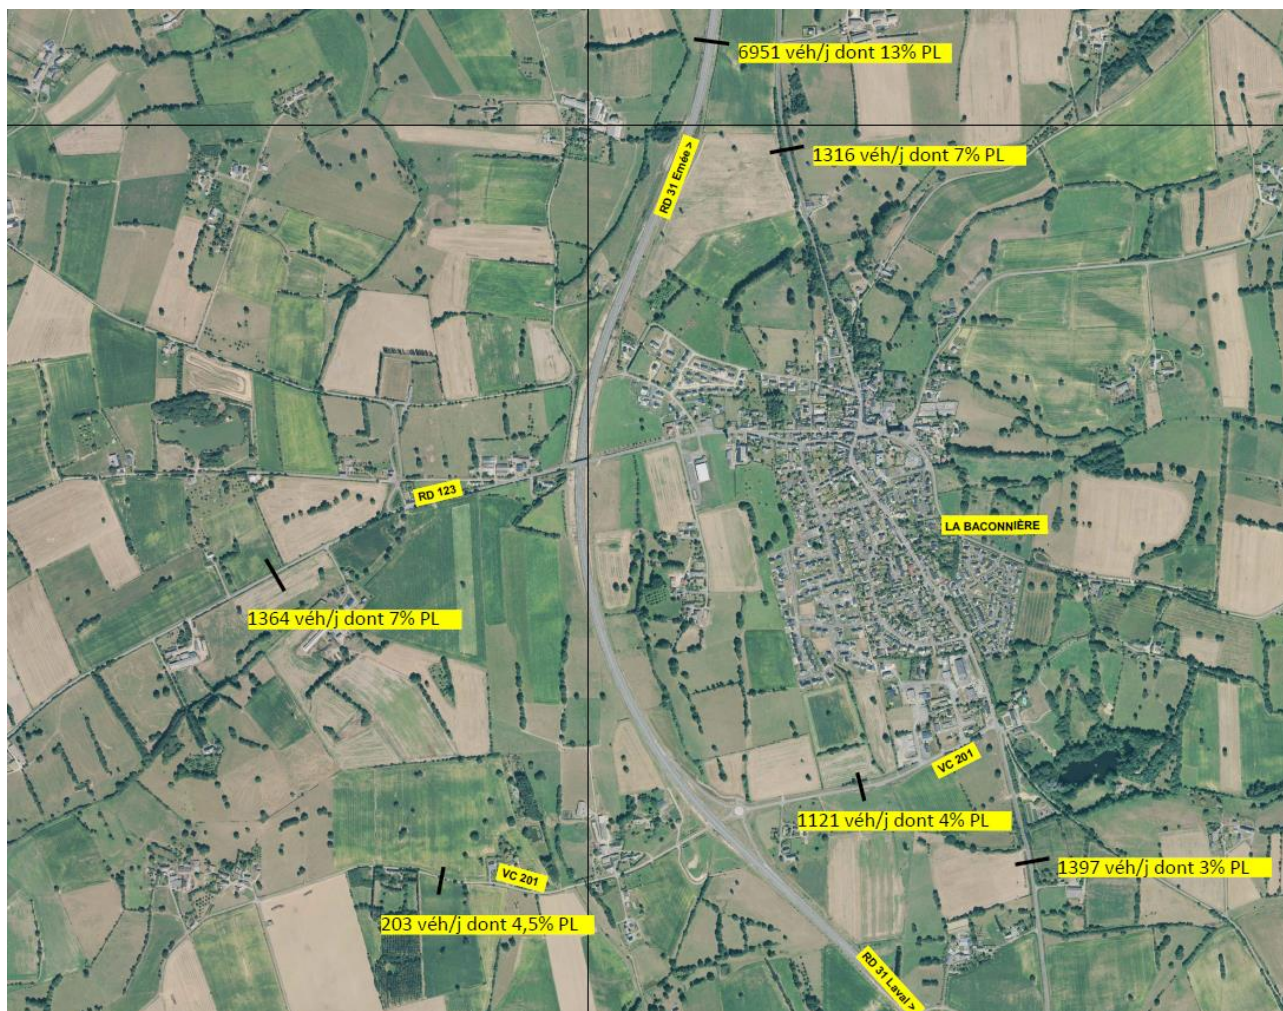 6951 véh/j dont 13% PL
1316 véh/j dont 7% PL
RD 31 Ernée >
RD 123
LA BACONNIÈRE
1364 véh/j dont 7% PL
VC 201
1121 véh/j dont 4% PL
1397 véh/j dont 3% PL
VC 201
203 véh/j dont 4,5% PL
RD 31 Laval >